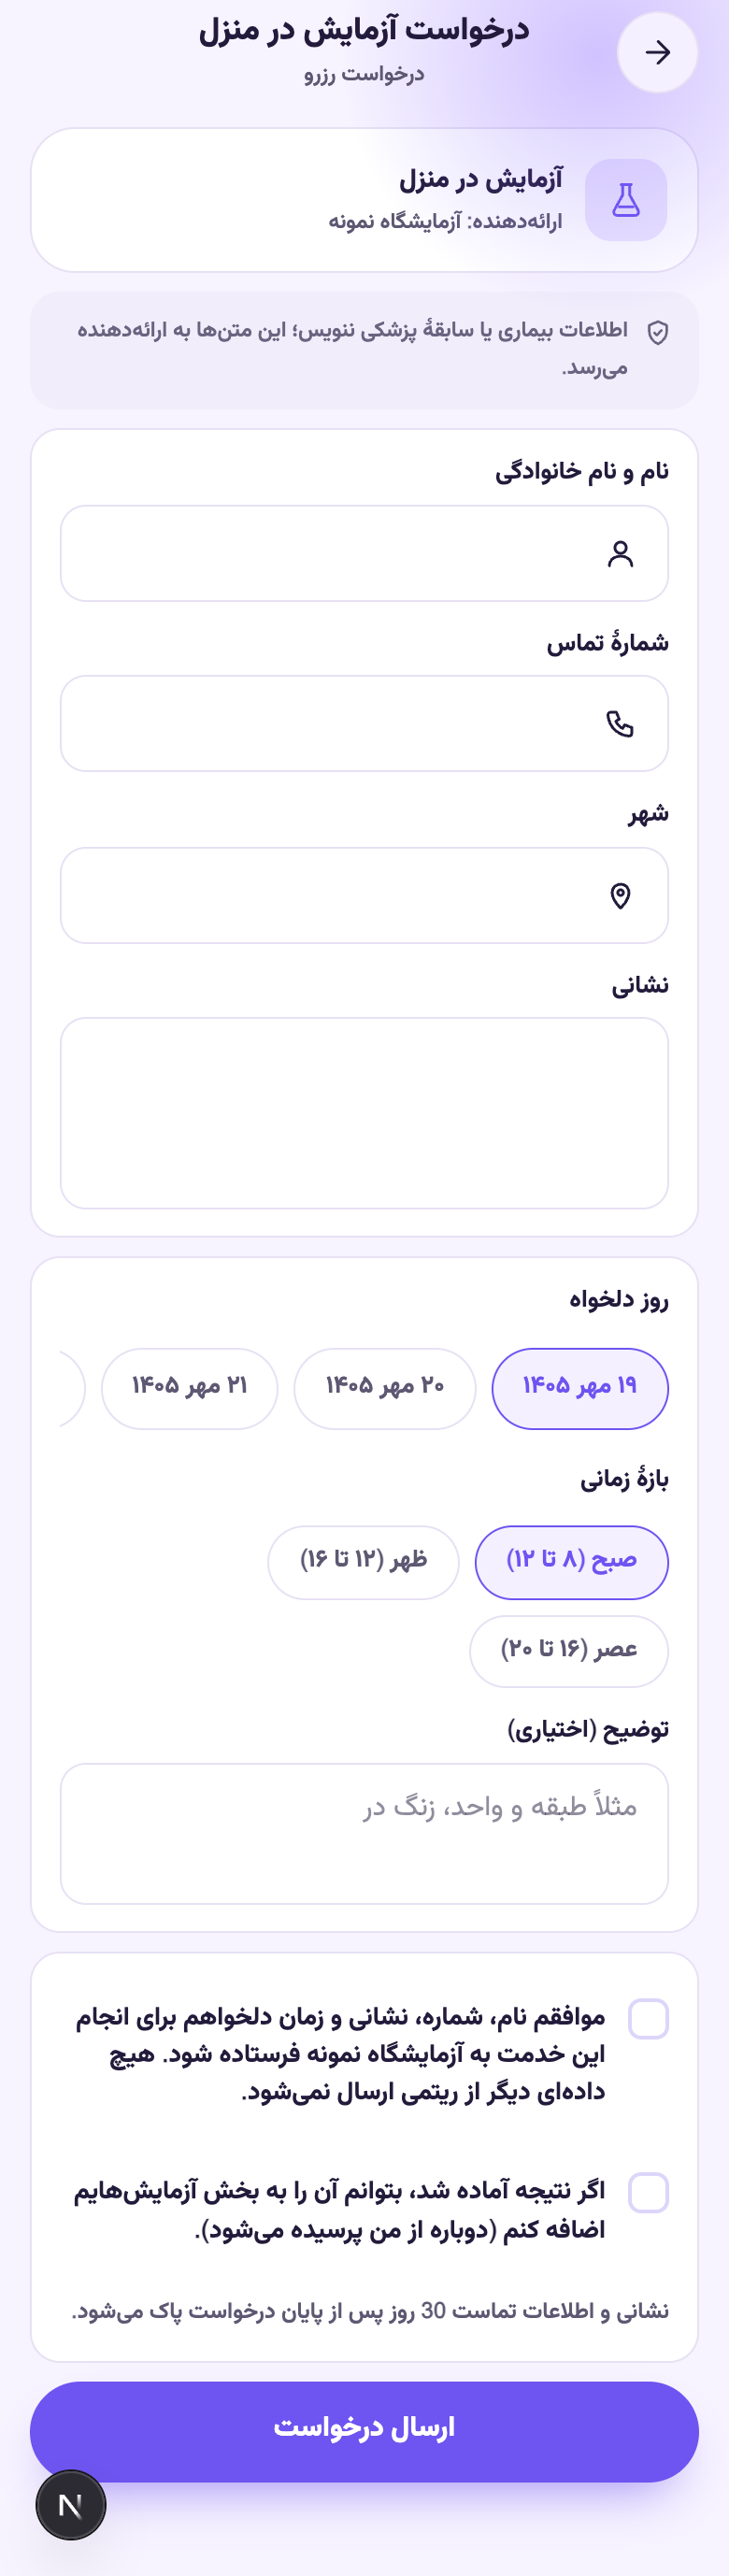 درخواست آزمایش در منزل
درخواست رزرو
آزمایش در منزل
ارائه‌دهنده: آزمایشگاه نمونه
اطلاعات بیماری یا سابقهٔ پزشکی ننویس؛ این متن‌ها به ارائه‌دهنده
می‌رسد.
نام و نام خانوادگی
شمارهٔ تماس
شهر
نشانی
روز دلخواه
۱۹ مهر ۱۴۰۵
۲۰ مهر ۱۴۰۵
۲۱ مهر ۱۴۰۵
بازهٔ زمانی
صبح (۸ تا ۱۲)
ظهر (۱۲ تا ۱۶)
عصر (۱۶ تا ۲۰)
توضیح (اختیاری)
مثلاً طبقه و واحد، زنگ در
موافقم نام، شماره، نشانی و زمان دلخواهم برای انجام
این خدمت به آزمایشگاه نمونه فرستاده شود. هیچ
داده‌ای دیگر از ریتمی ارسال نمی‌شود.
اگر نتیجه آماده شد، بتوانم آن را به بخش آزمایش‌هایم
اضافه کنم (دوباره از من پرسیده می‌شود).
نشانی و اطلاعات تماست 30 روز پس از پایان درخواست پاک می‌شود.
ارسال درخواست
N